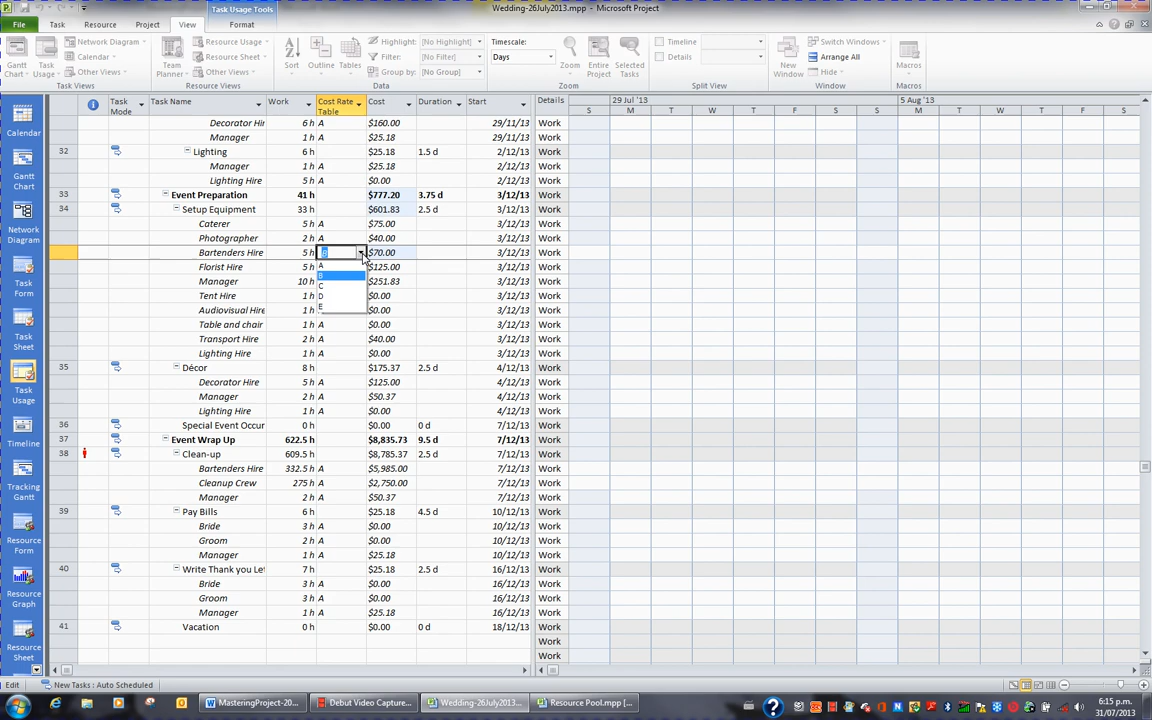 Wedding-26July2013.mpp - Microsoft Project
Task Usage Tools
File Task Resource Project View Format
Gantt Chart Task Usage Network Diagram Calendar Other Views Team Planner Resource Usage Resource Sheet Other Views Sort Outline Tables Highlight: [No Highlight] Filter: [No Filter] Group by: [No Group] Timescale: Days Zoom Entire Project Selected Tasks Timeline Details New Window Switch Windows Arrange All Hide Macros
Task Views Resource Views Data Zoom Split View Window Macros
Task Mode Task Name Work Cost Rate Table Cost Duration Start Details 29 Jul '13 5 Aug '13
S M T W T F S S M T W T F S
Decorator Hir 6 h A $160.00 29/11/13 Work
Manager 1 h A $25.18 29/11/13 Work
32 Lighting 6 h $25.18 1.5 d 2/12/13 Work
Manager 1 h A $25.18 2/12/13 Work
Lighting Hire 5 h A $0.00 2/12/13 Work
33 Event Preparation 41 h $777.20 3.75 d 3/12/13 Work
34 Setup Equipment 33 h $601.83 2.5 d 3/12/13 Work
Caterer 5 h A $75.00 3/12/13 Work
Photographer 2 h A $40.00 3/12/13 Work
Bartenders Hire 5 h B $70.00 3/12/13 Work
A
B
C
D
E
Florist Hire 5 h $125.00 3/12/13 Work
Manager 10 h $251.83 3/12/13 Work
Tent Hire 1 h $0.00 3/12/13 Work
Audiovisual Hire 1 h $0.00 3/12/13 Work
Table and chair 1 h A $0.00 3/12/13 Work
Transport Hire 2 h A $40.00 3/12/13 Work
Lighting Hire 1 h A $0.00 3/12/13 Work
35 Décor 8 h $175.37 2.5 d 4/12/13 Work
Decorator Hire 5 h A $125.00 4/12/13 Work
Manager 2 h A $50.37 4/12/13 Work
Lighting Hire 1 h A $0.00 4/12/13 Work
36 Special Event Occur 0 h $0.00 0 d 7/12/13 Work
37 Event Wrap Up 622.5 h $8,835.73 9.5 d 7/12/13 Work
38 Clean-up 609.5 h $8,785.37 2.5 d 7/12/13 Work
Bartenders Hire 332.5 h A $5,985.00 7/12/13 Work
Cleanup Crew 275 h A $2,750.00 7/12/13 Work
Manager 2 h A $50.37 7/12/13 Work
39 Pay Bills 6 h $25.18 4.5 d 10/12/13 Work
Bride 3 h A $0.00 10/12/13 Work
Groom 2 h A $0.00 10/12/13 Work
Manager 1 h A $25.18 10/12/13 Work
40 Write Thank you Let 7 h $25.18 2.5 d 16/12/13 Work
Bride 3 h A $0.00 16/12/13 Work
Groom 3 h A $0.00 16/12/13 Work
Manager 1 h A $25.18 16/12/13 Work
41 Vacation 0 h $0.00 0 d 18/12/13 Work
Work
Work
Calendar
Gantt Chart
Network Diagram
Task Form
Task Sheet
Task Usage
Timeline
Tracking Gantt
Resource Form
Resource Graph
Resource Sheet
Edit New Tasks : Auto Scheduled
MasteringProject-20... Debut Video Capture... Wedding-26July2013... Resource Pool.mpp [... 6:15 p.m.
31/07/2013